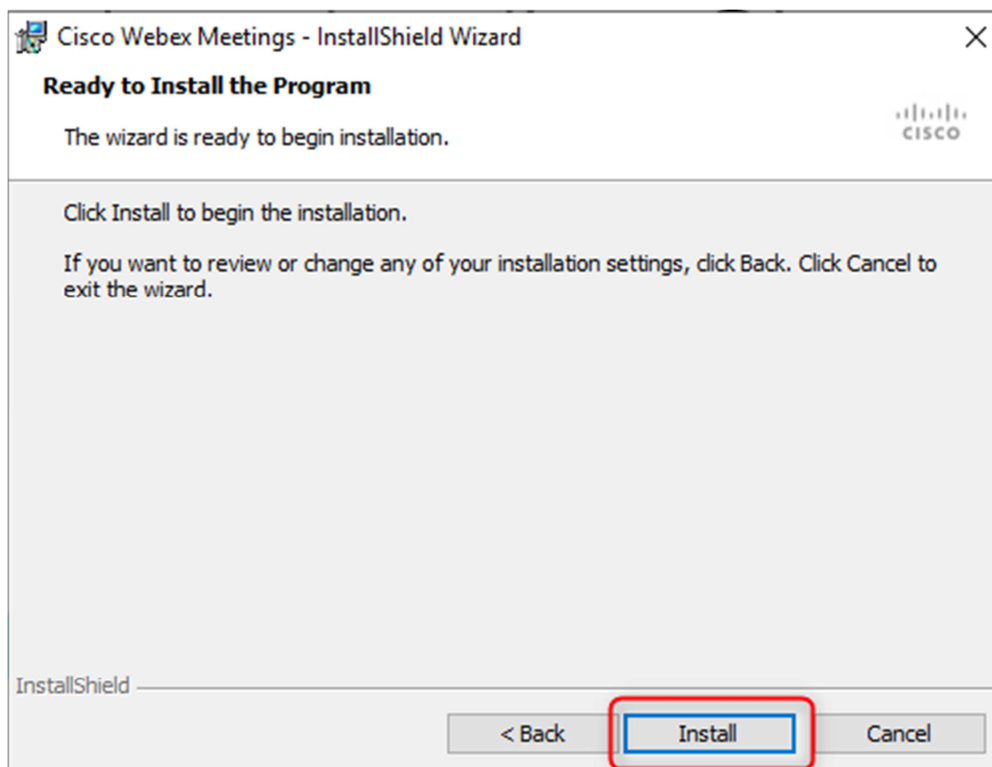 Cisco Webex Meetings - InstallShield Wizard
Ready to Install the Program
The wizard is ready to begin installation.
CISCO
Click Install to begin the installation.
If you want to review or change any of your installation settings, click Back. Click Cancel to
exit the wizard.
InstallShield
< Back
Install
Cancel